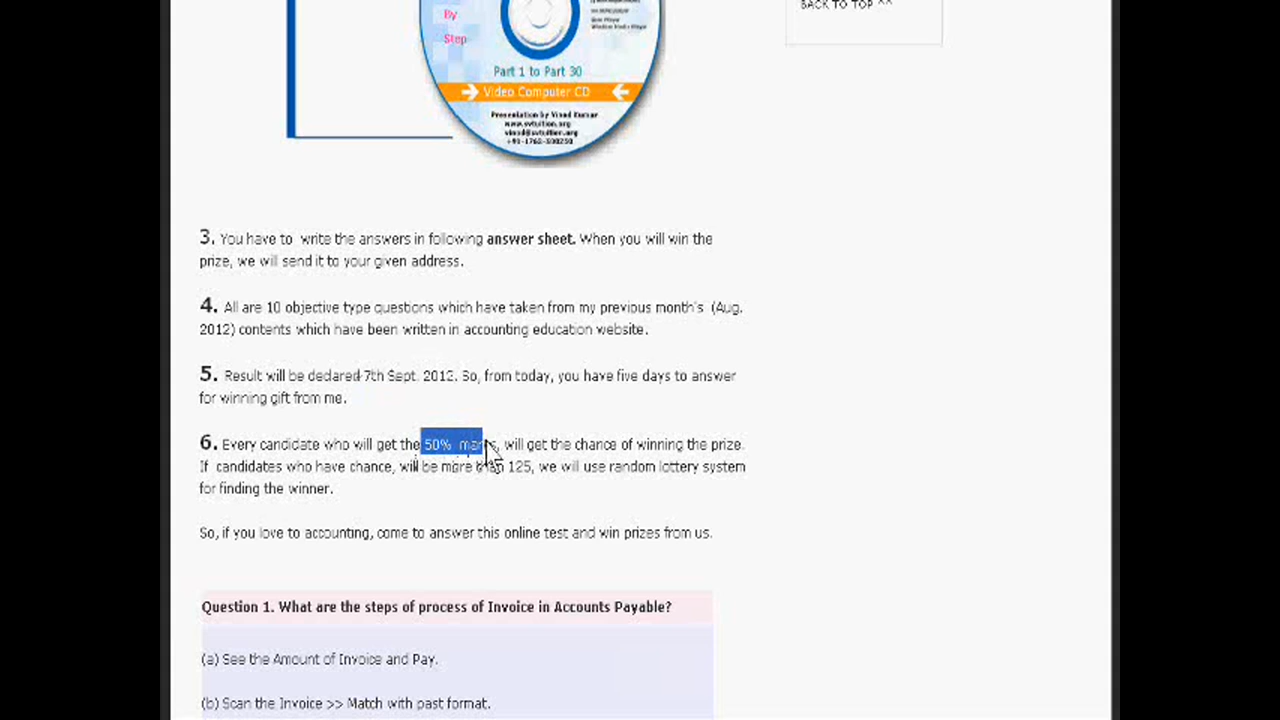 By
Step
BACK TO TOP ^^
Part 1 to Part 30
Video Computer CD
Presentation by Vinod Kumar
www.svtuition.org
vinod@svtuition.org
3. You have to write the answers in following answer sheet. When you will win the
prize, we will send it to your given address.
4. All are 10 objective type questions which have taken from my previous month's (Aug.
2012) contents which have been written in accounting education website.
5. Result will be declared 7th Sept. 2012. So, from today, you have five days to answer
for winning gift from me.
6. Every candidate who will get the 50% marks, will get the chance of winning the prize.
If candidates who have chance, will be more than 125, we will use random lottery system
for finding the winner.
So, if you love to accounting, come to answer this online test and win prizes from us.
Question 1. What are the steps of process of Invoice in Accounts Payable?
(a) See the Amount of Invoice and Pay.
(b) Scan the Invoice >> Match with past format.